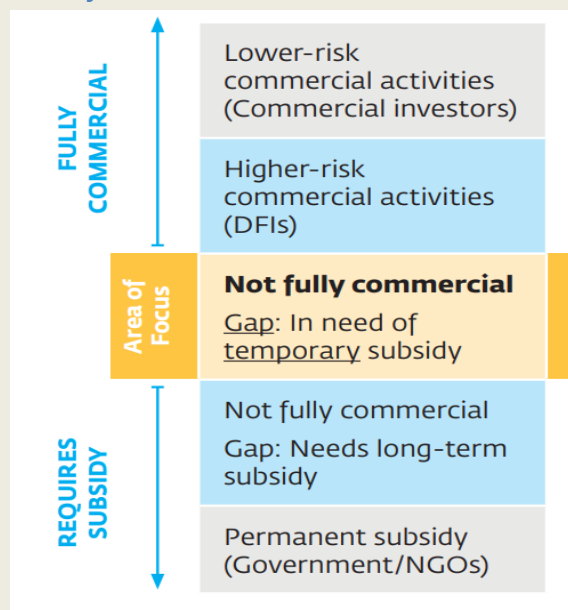 FULLY
COMMERCIAL
Lower-risk
commercial activities
(Commercial investors)
Higher-risk
commercial activities
(DFIs)
Area of
Focus
Not fully commercial
Gap: In need of
temporary subsidy
REQUIRES
SUBSIDY
Not fully commercial
Gap: Needs long-term
subsidy
Permanent subsidy
(Government/NGOs)